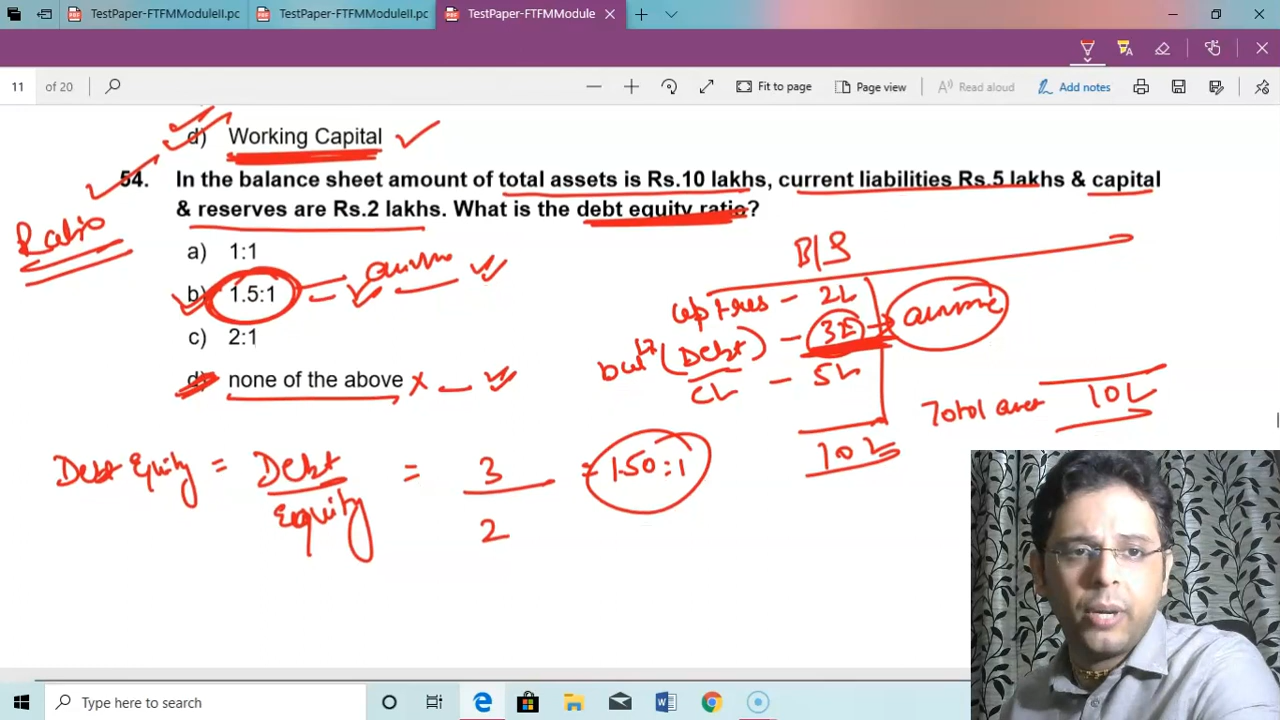 TestPaper-FTFMModuleII.pc
TestPaper-FTFMModuleII.pc
TestPaper-FTFMModule
11 of 20
Fit to page
Page view
Read aloud
Add notes
d) Working Capital
54. In the balance sheet amount of total assets is Rs.10 lakhs, current liabilities Rs.5 lakhs & capital
& reserves are Rs.2 lakhs. What is the debt equity ratio?
Ratio
a) 1:1
b) 1.5:1
assume
c) 2:1
d) none of the above
B/S
cap + res - 2L
(Debt) - 3L
assume
CL - 5L
10L
Total asset 10L
Debt Equity = Debt / Equity = 3 / 2 = 1.50:1
Type here to search